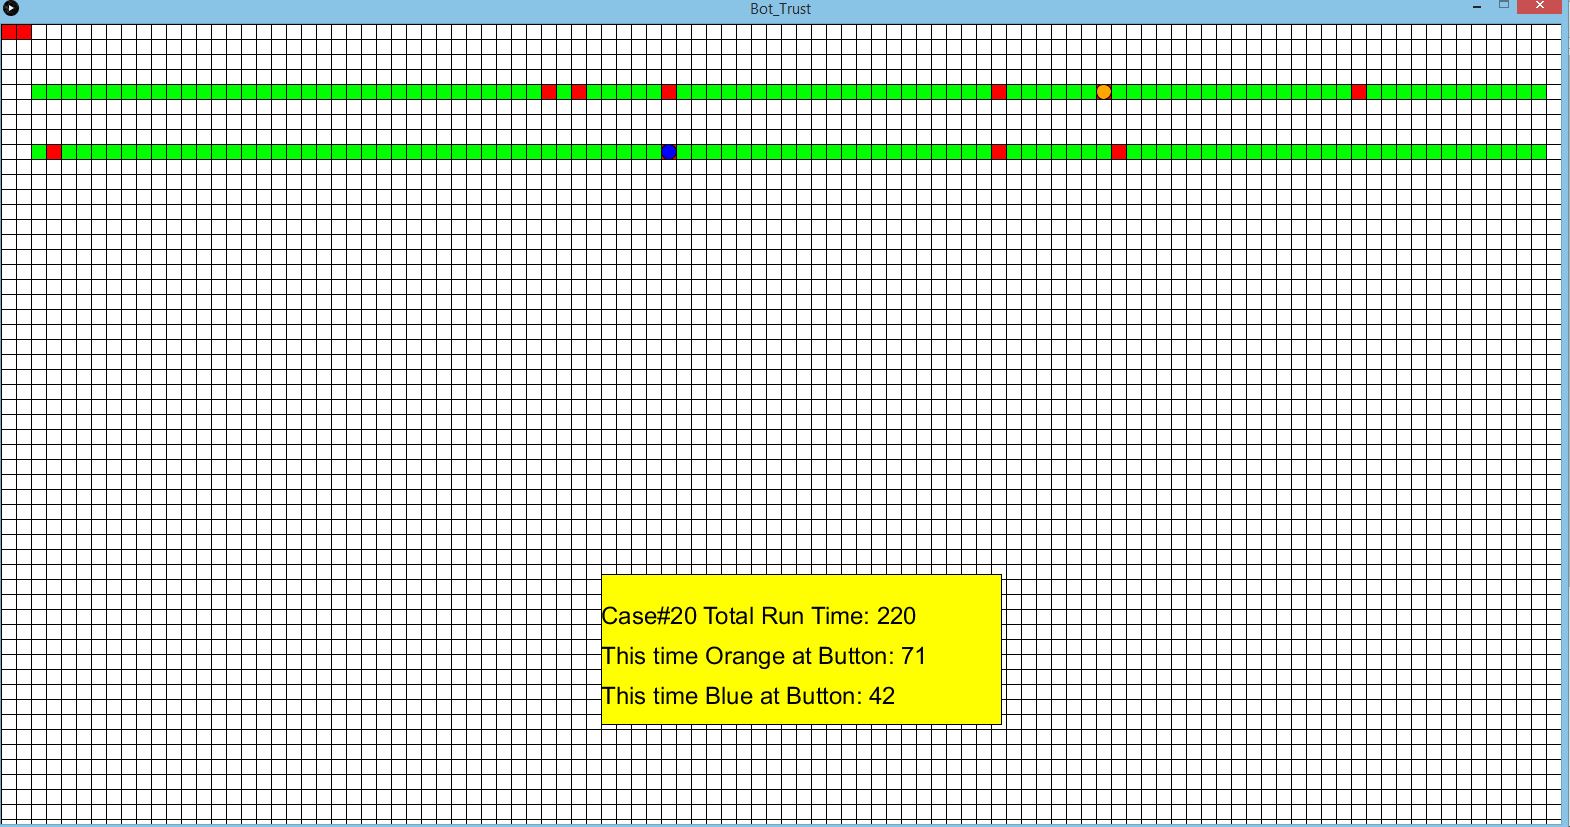 Bot_Trust
Case#20 Total Run Time: 220
This time Orange at Button: 71
This time Blue at Button: 42